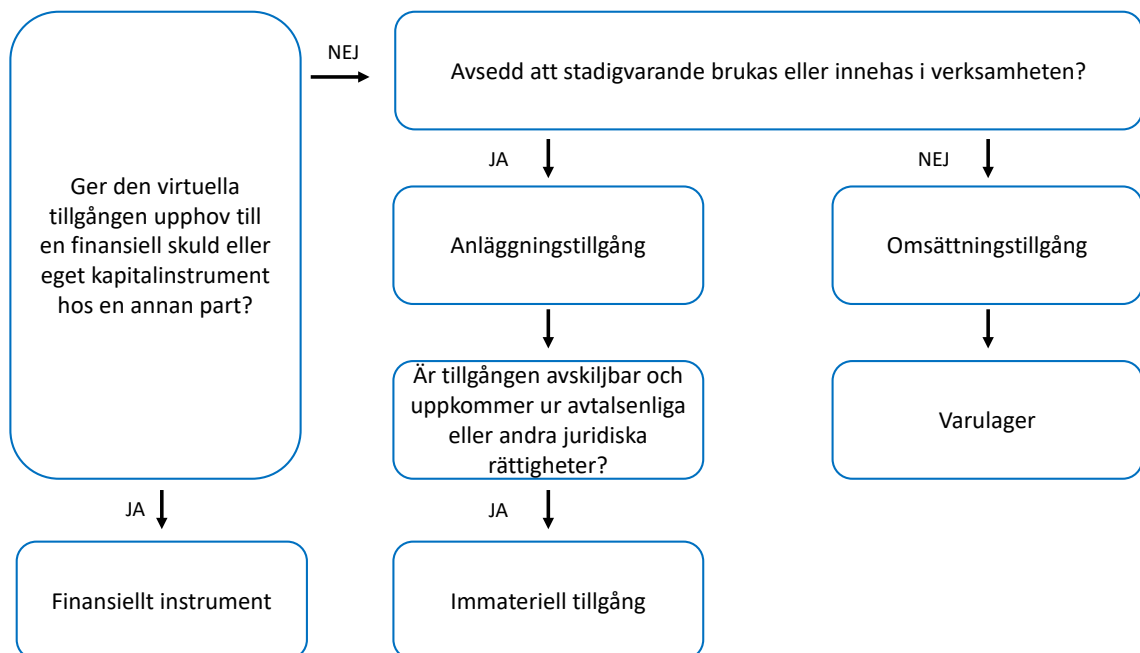 NEJ
Avsedd att stadigvarande brukas eller innehas i verksamheten?
Ger den virtuella
tillgången upphov till
en finansiell skuld eller
eget kapitalinstrument
hos en annan part?
JA
NEJ
Anläggningstillgång
Omsättningstillgång
Är tillgången avskiljbar och
uppkommer ur avtalsenliga
eller andra juridiska
rättigheter?
Varulager
JA
JA
Finansiellt instrument
Immateriell tillgång